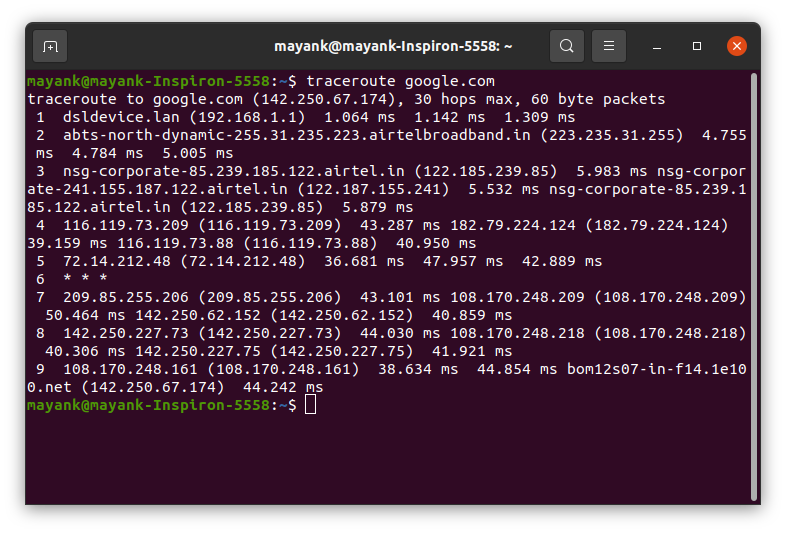 mayank@mayank-Inspiron-5558: ~
mayank@mayank-Inspiron-5558:~$ traceroute google.com
traceroute to google.com (142.250.67.174), 30 hops max, 60 byte packets
 1  dsldevice.lan (192.168.1.1)  1.064 ms  1.142 ms  1.309 ms
 2  abts-north-dynamic-255.31.235.223.airtelbroadband.in (223.235.31.255)  4.755
 ms  4.784 ms  5.005 ms
 3  nsg-corporate-85.239.185.122.airtel.in (122.185.239.85)  5.983 ms nsg-corpor
ate-241.155.187.122.airtel.in (122.187.155.241)  5.532 ms nsg-corporate-85.239.1
85.122.airtel.in (122.185.239.85)  5.879 ms
 4  116.119.73.209 (116.119.73.209)  43.287 ms 182.79.224.124 (182.79.224.124)
39.159 ms 116.119.73.88 (116.119.73.88)  40.950 ms
 5  72.14.212.48 (72.14.212.48)  36.681 ms  47.957 ms  42.889 ms
 6  * * *
 7  209.85.255.206 (209.85.255.206)  43.101 ms 108.170.248.209 (108.170.248.209)
  50.464 ms 142.250.62.152 (142.250.62.152)  40.859 ms
 8  142.250.227.73 (142.250.227.73)  44.030 ms 108.170.248.218 (108.170.248.218)
  40.306 ms 142.250.227.75 (142.250.227.75)  41.921 ms
 9  108.170.248.161 (108.170.248.161)  38.634 ms  44.854 ms bom12s07-in-f14.1e10
0.net (142.250.67.174)  44.242 ms
mayank@mayank-Inspiron-5558:~$